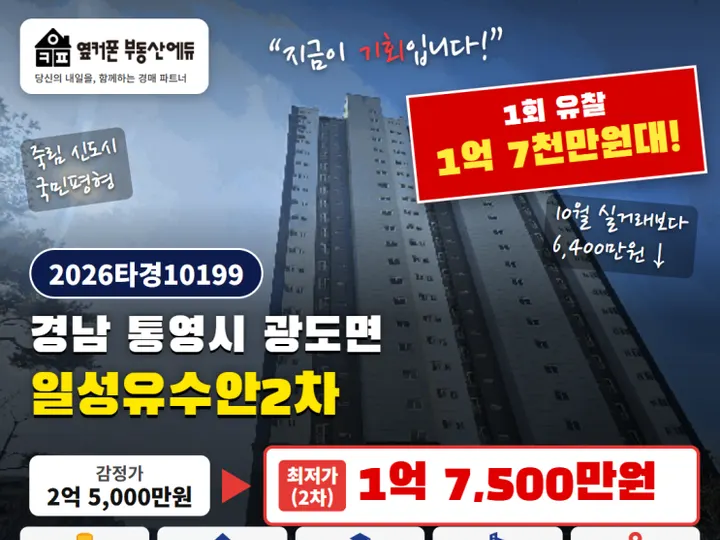 옆커폰 부동산에듀
당신의 내일을, 함께하는 경매 파트너
"지금이 기회입니다!"
1회 유찰
1억 7천만원대!
죽림 신도시
국민평형
10월 실거래보다
6,400만원 ↓
2026타경10199
경남 통영시 광도면
일성유수안2차
감정가
2억 5,000만원
최저가
(2차)
1억 7,500만원